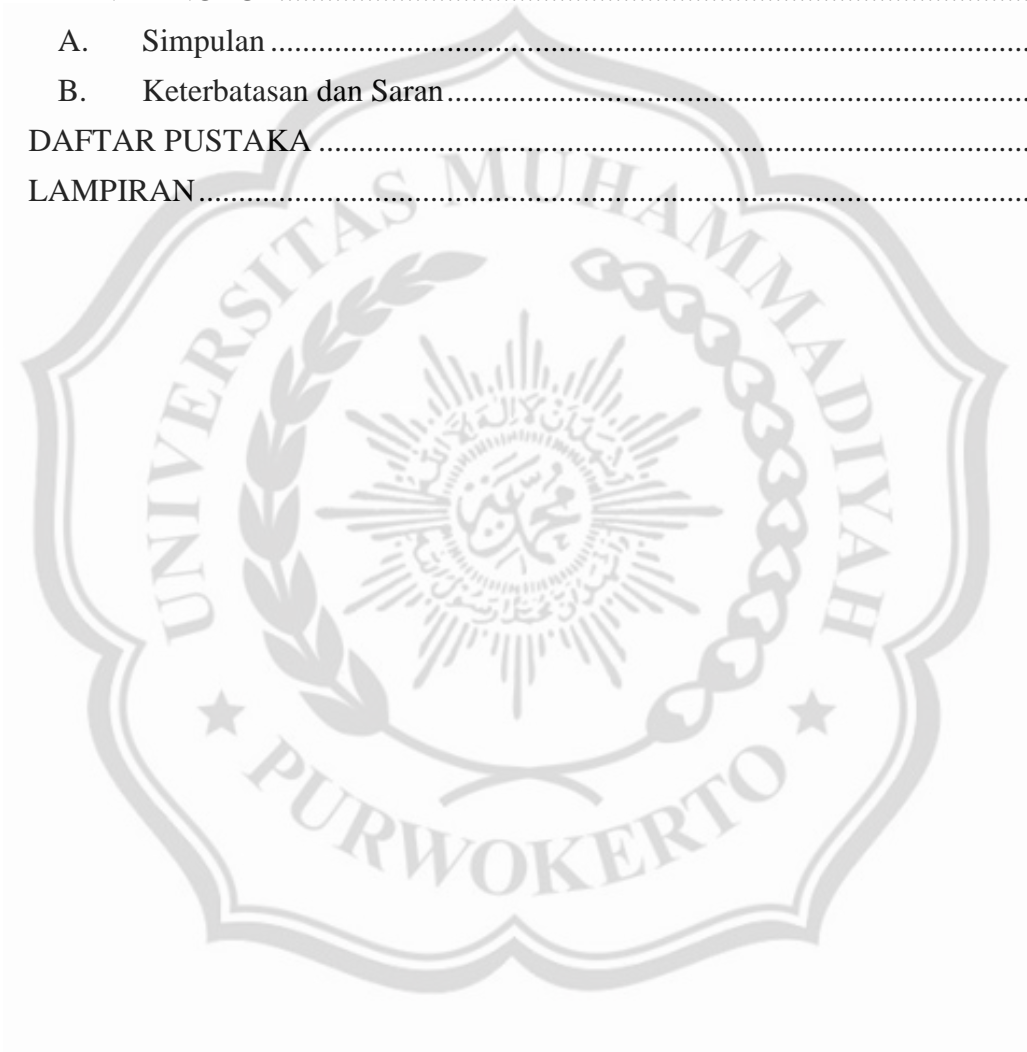 A. Simpulan ........................................................................................................
B. Keterbatasan dan Saran ........................................................................................
DAFTAR PUSTAKA ........................................................................................................
LAMPIRAN ........................................................................................................
UNIVERSITAS MUHAMMADIYAH
PURWOKERTO